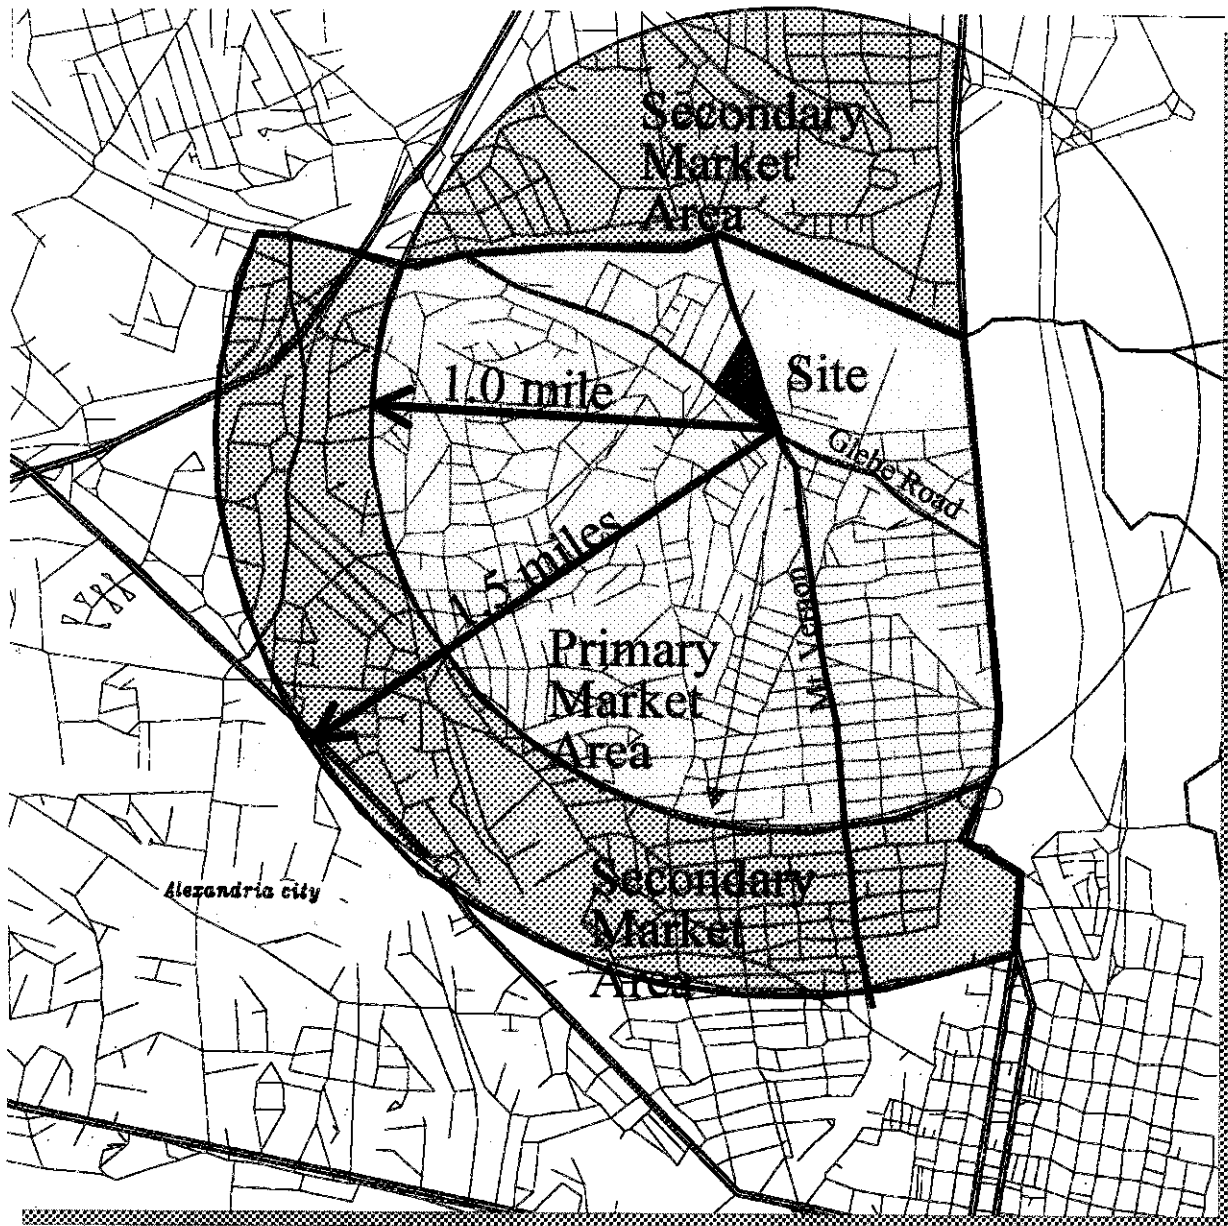 Secondary
Market
Area
1.0 mile
Site
Glebe Road
1.5 miles
Mt. Vernon
Primary
Market
Area
Secondary
Market
Area
Alexandria city